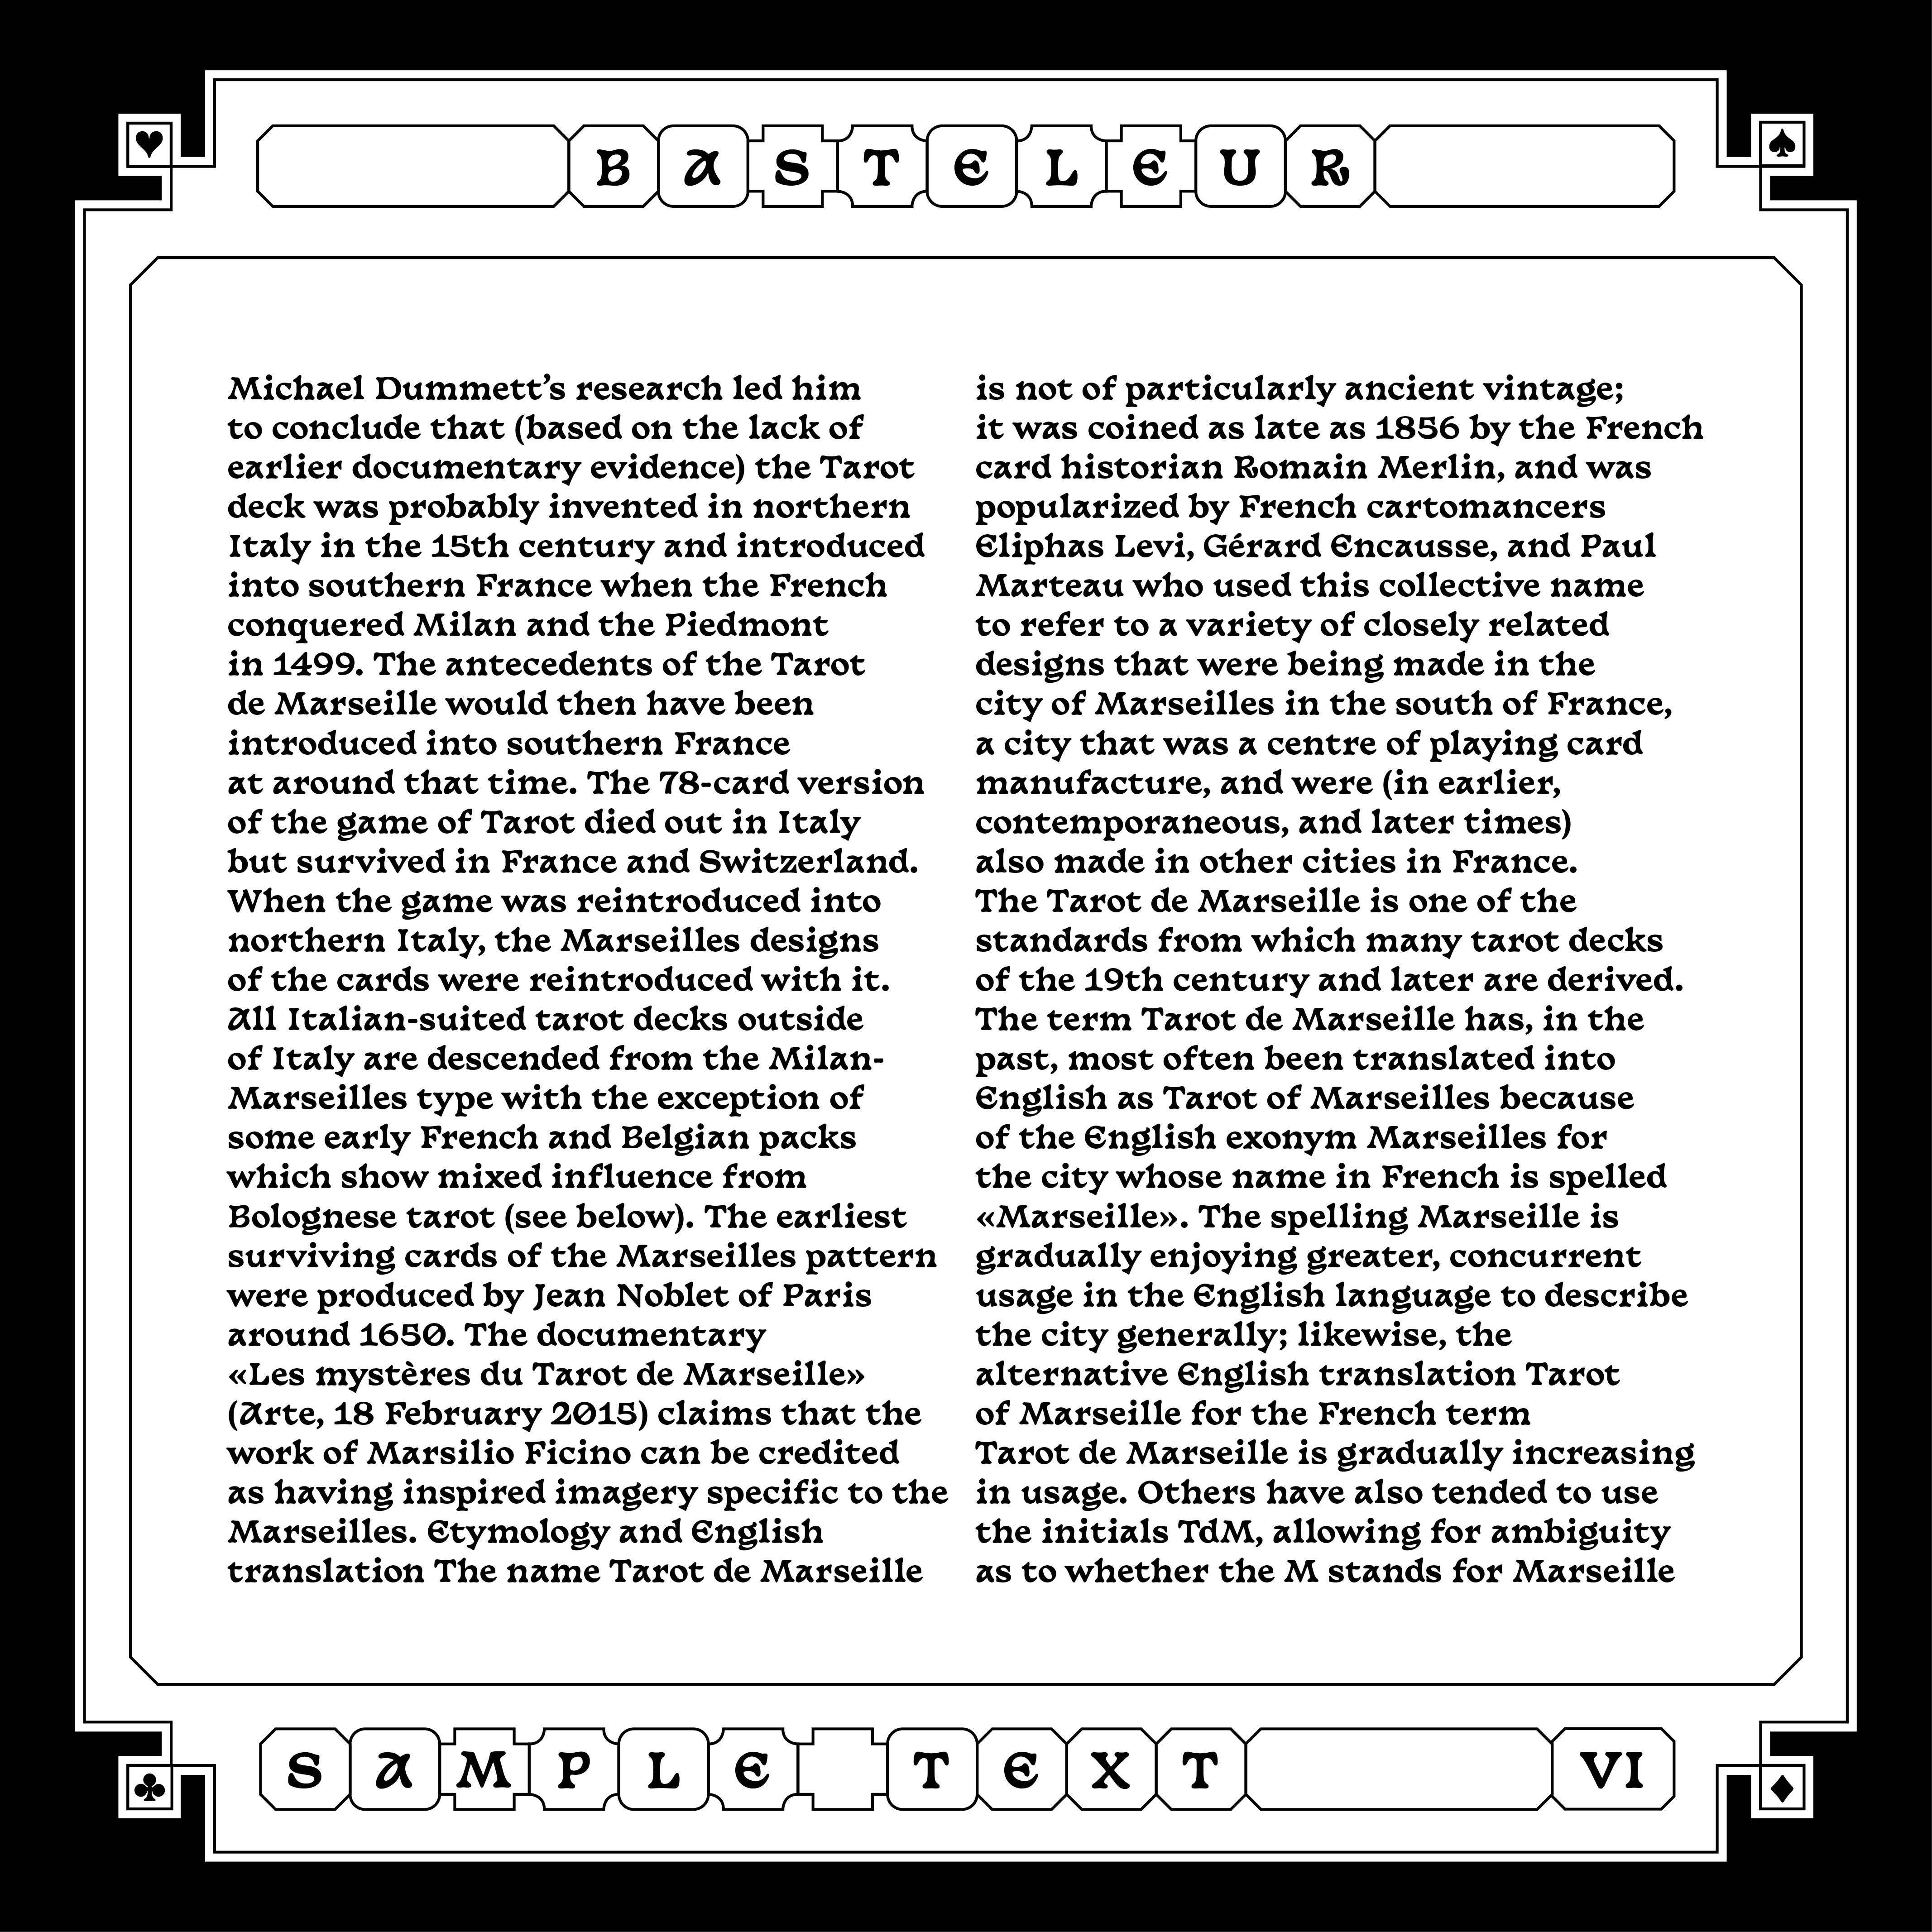 BASTELEUR
Michael Dummett’s research led him
to conclude that (based on the lack of
earlier documentary evidence) the Tarot
deck was probably invented in northern
Italy in the 15th century and introduced
into southern France when the French
conquered Milan and the Piedmont
in 1499. The antecedents of the Tarot
de Marseille would then have been
introduced into southern France
at around that time. The 78-card version
of the game of Tarot died out in Italy
but survived in France and Switzerland.
When the game was reintroduced into
northern Italy, the Marseilles designs
of the cards were reintroduced with it.
All Italian-suited tarot decks outside
of Italy are descended from the Milan-
Marseilles type with the exception of
some early French and Belgian packs
which show mixed influence from
Bolognese tarot (see below). The earliest
surviving cards of the Marseilles pattern
were produced by Jean Noblet of Paris
around 1650. The documentary
«Les mystères du Tarot de Marseille»
(Arte, 18 February 2015) claims that the
work of Marsilio Ficino can be credited
as having inspired imagery specific to the
Marseilles. Etymology and English
translation The name Tarot de Marseille
is not of particularly ancient vintage;
it was coined as late as 1856 by the French
card historian Romain Merlin, and was
popularized by French cartomancers
Eliphas Levi, Gérard Encausse, and Paul
Marteau who used this collective name
to refer to a variety of closely related
designs that were being made in the
city of Marseilles in the south of France,
a city that was a centre of playing card
manufacture, and were (in earlier,
contemporaneous, and later times)
also made in other cities in France.
The Tarot de Marseille is one of the
standards from which many tarot decks
of the 19th century and later are derived.
The term Tarot de Marseille has, in the
past, most often been translated into
English as Tarot of Marseilles because
of the English exonym Marseilles for
the city whose name in French is spelled
«Marseille». The spelling Marseille is
gradually enjoying greater, concurrent
usage in the English language to describe
the city generally; likewise, the
alternative English translation Tarot
of Marseille for the French term
Tarot de Marseille is gradually increasing
in usage. Others have also tended to use
the initials TdM, allowing for ambiguity
as to whether the M stands for Marseille
SAMPLE TEXT VI